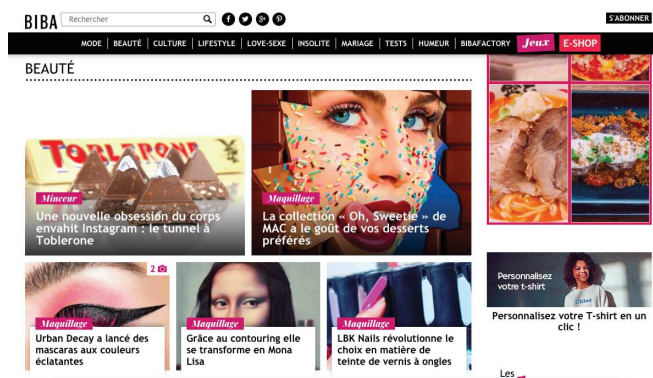 BIBA
Rechercher
S'ABONNER
MODE | BEAUTÉ | CULTURE | LIFESTYLE | LOVE-SEXE | INSOLITE | MARIAGE | TESTS | HUMEUR | BIBAFACTORY Jeux E-SHOP
BEAUTÉ
TOBLERONE
Minceur
Une nouvelle obsession du corps
envahit Instagram : le tunnel à
Toblerone
Maquillage
La collection « Oh, Sweetie » de
MAC a le goût de vos desserts
préférés
2
Maquillage
Urban Decay a lancé des
mascaras aux couleurs
éclatantes
Maquillage
Grâce au contouring elle
se transforme en Mona
Lisa
Maquillage
LBK Nails révolutionne le
choix en matière de
teinte de vernis à ongles
Personnalisez
votre t-shirt
Chloé
Personnalisez votre T-shirt en un
clic !
Les